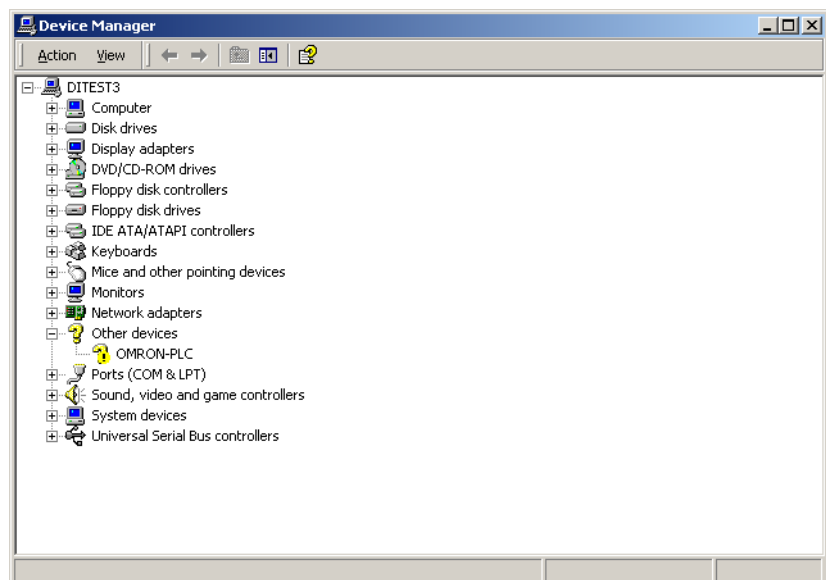 Device Manager
Action View
DITEST3
Computer
Disk drives
Display adapters
DVD/CD-ROM drives
Floppy disk controllers
Floppy disk drives
IDE ATA/ATAPI controllers
Keyboards
Mice and other pointing devices
Monitors
Network adapters
Other devices
OMRON-PLC
Ports (COM & LPT)
Sound, video and game controllers
System devices
Universal Serial Bus controllers